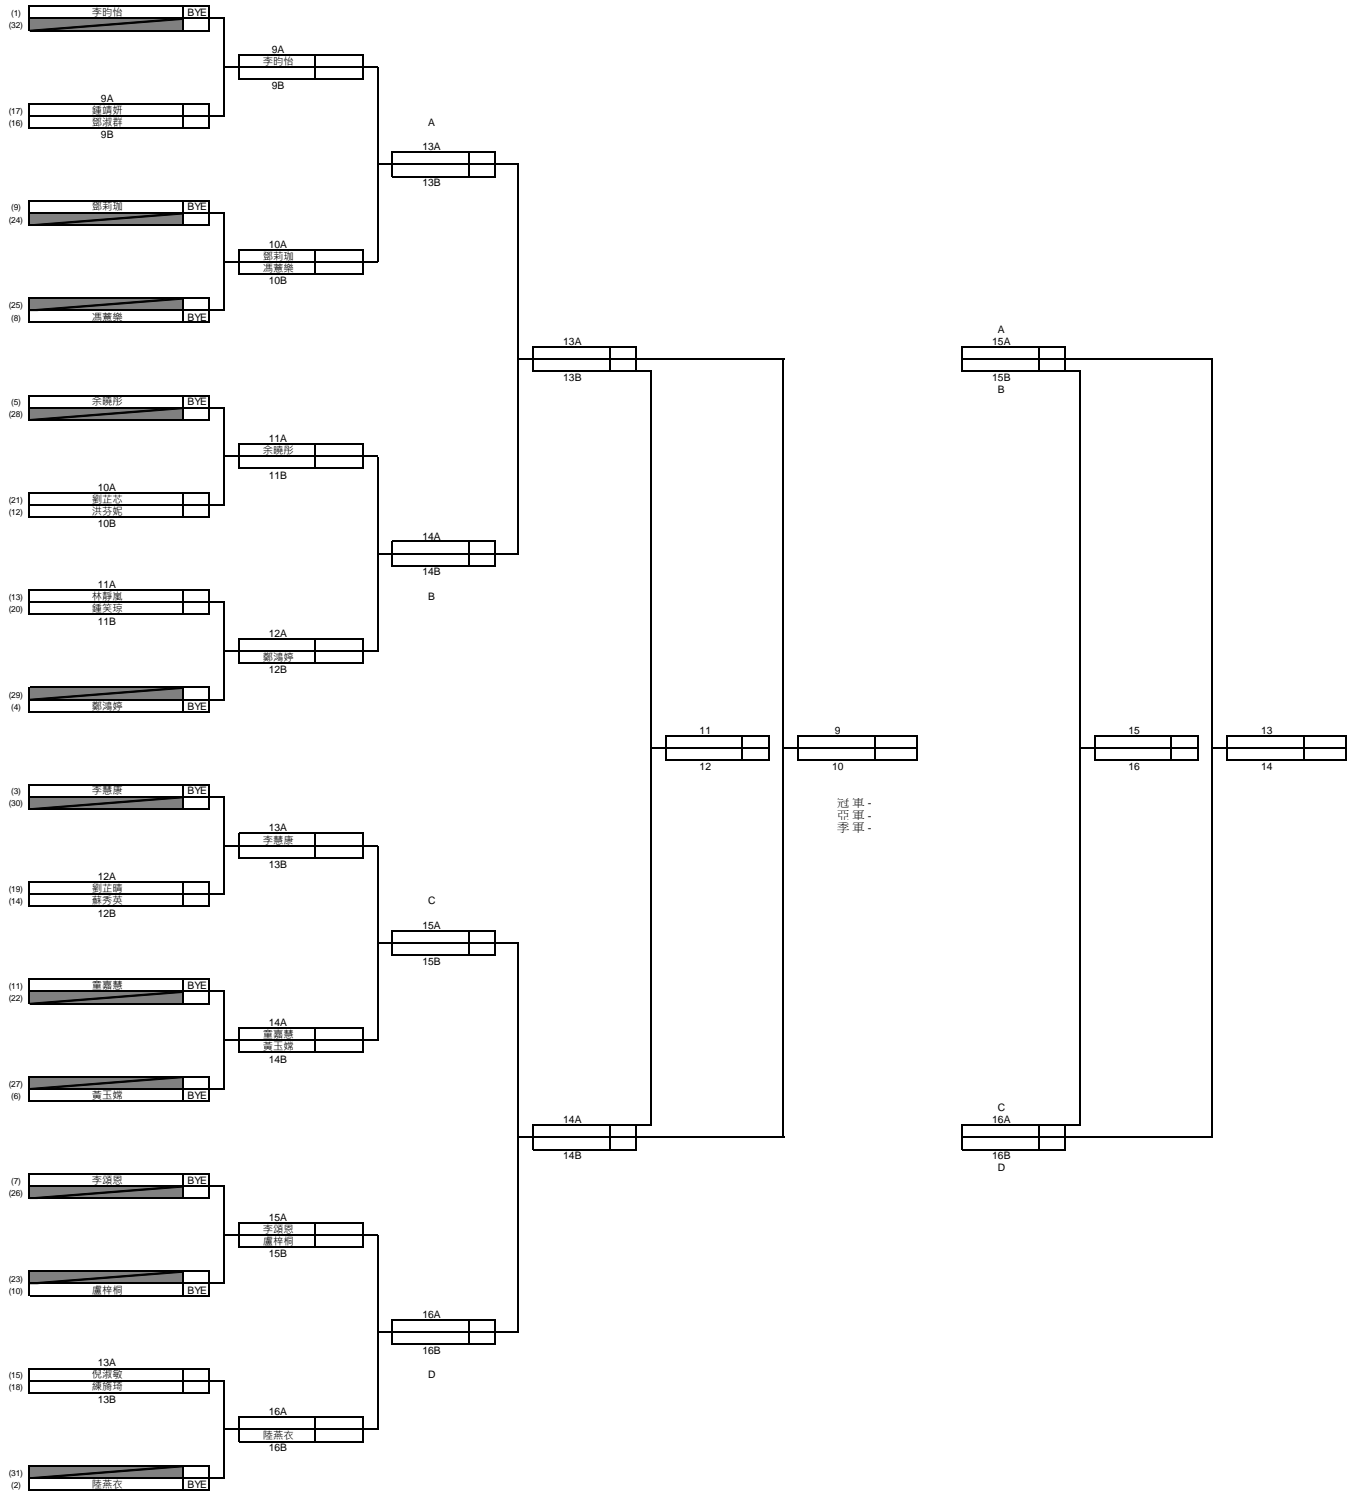 (1) 李昀怡 BYE
(32)
9A
李昀怡
9B
9A
(17) 鍾靖妍
(16) 鄧淑群
9B
A
13A
13B
(9) 鄧莉珈 BYE
(24)
10A
鄧莉珈
馮薏樂
10B
(25)
(8) 馮薏樂 BYE
13A
13B
A
15A
15B
B
(5) 余曉彤 BYE
(28)
11A
余曉彤
11B
10A
(21) 劉芷芯
(12) 洪芬妮
10B
14A
14B
B
11A
(13) 林靜嵐
(20) 鍾笑琼
11B
12A
鄭鴻婷
12B
(29)
(4) 鄭鴻婷 BYE
11
12
9
10
15
16
13
14
冠 軍 -
亞 軍 -
季 軍 -
(3) 李慧康 BYE
(30)
13A
李慧康
13B
12A
(19) 劉芷晴
(14) 蘇秀英
12B
C
15A
15B
(11) 童嘉慧 BYE
(22)
14A
童嘉慧
黃玉嫦
14B
(27)
(6) 黃玉嫦 BYE
14A
14B
C
16A
16B
D
(7) 李頌恩 BYE
(26)
15A
李頌恩
盧梓桐
15B
(23)
(10) 盧梓桐 BYE
16A
16B
D
13A
(15) 倪淑敏
(18) 練旖琦
13B
16A
陸燕衣
16B
(31)
(2) 陸燕衣 BYE